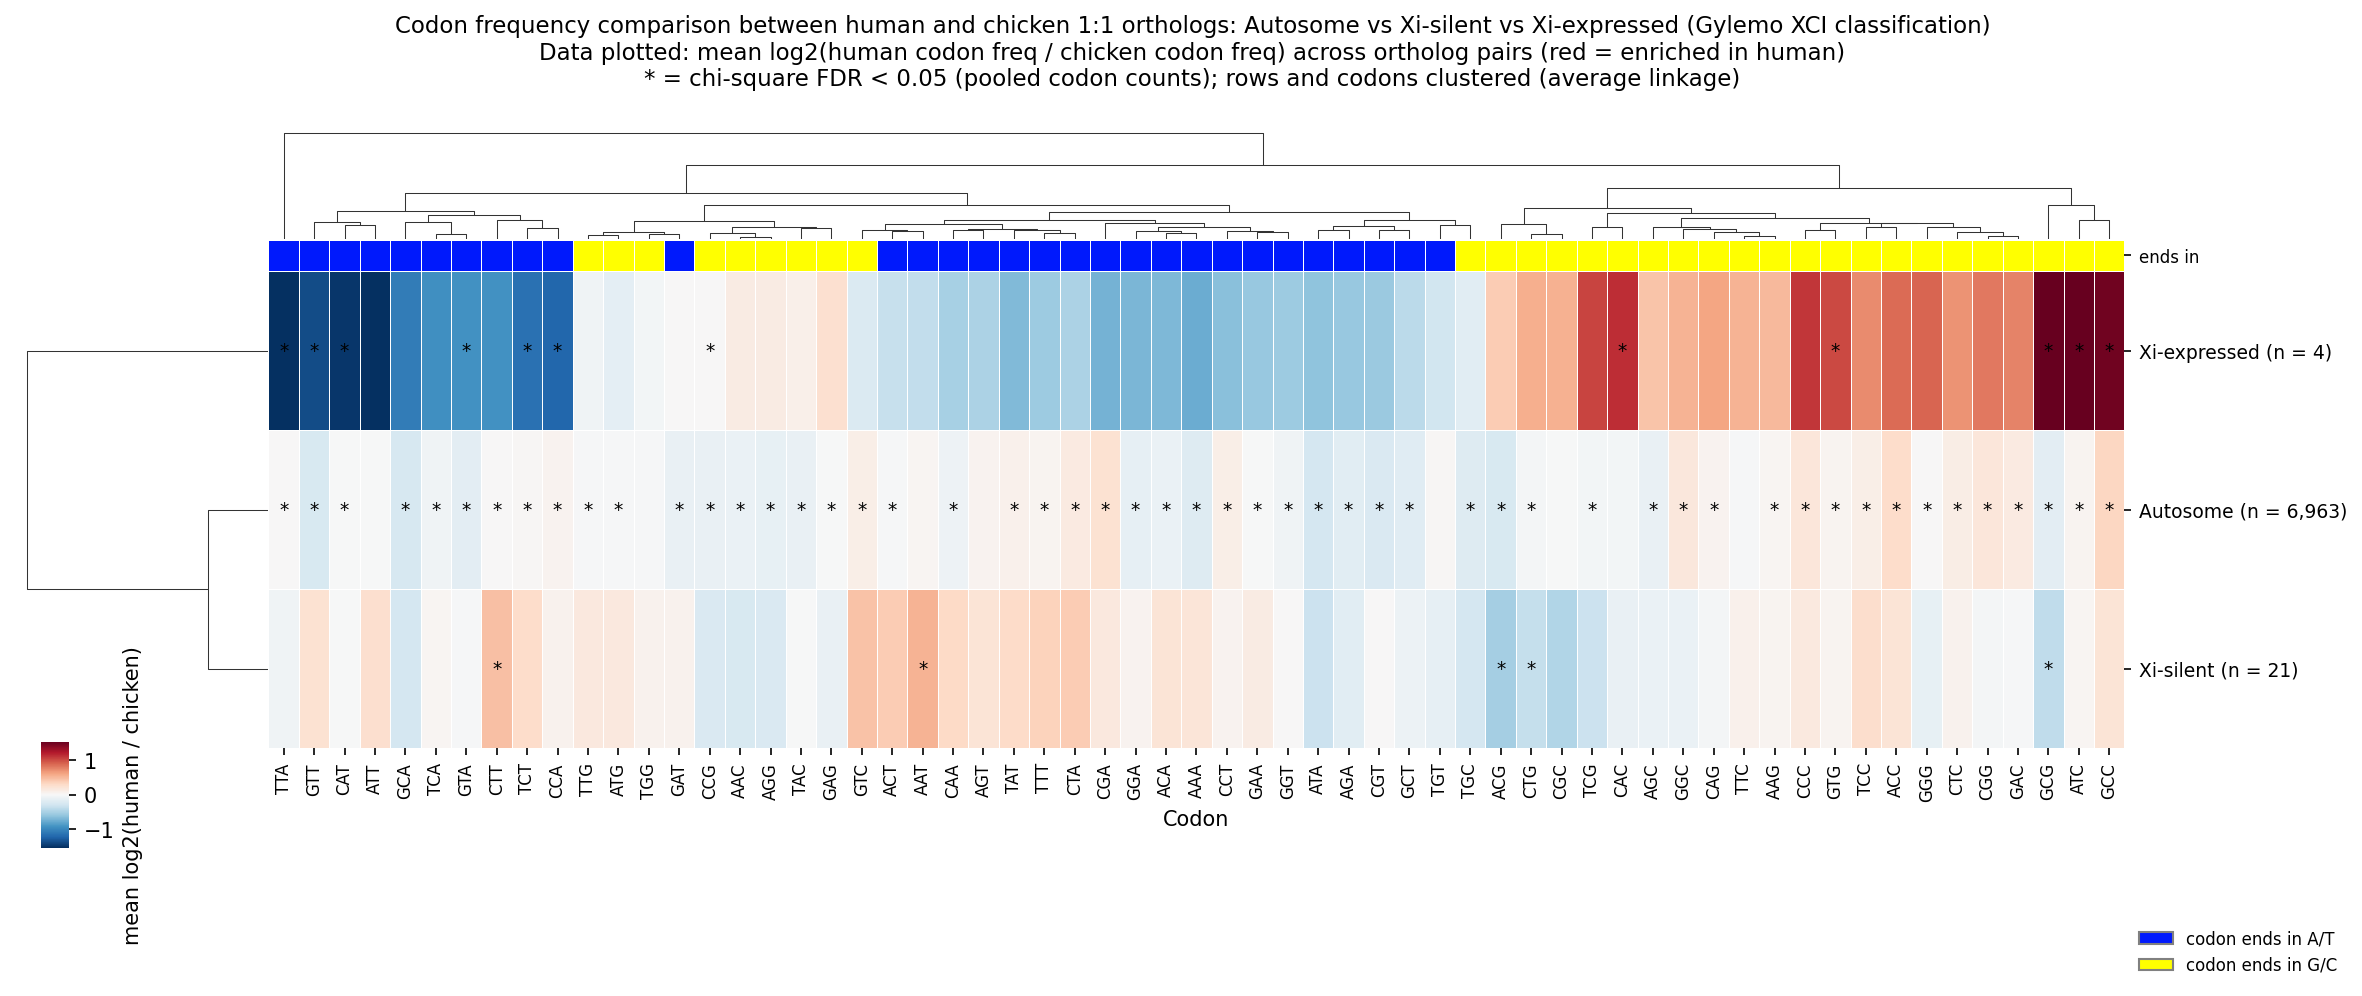 Codon frequency comparison between human and chicken 1:1 orthologs: Autosome vs Xi-silent vs Xi-expressed (Gylemo XCI classification)
Data plotted: mean log2(human codon freq / chicken codon freq) across ortholog pairs (red = enriched in human)
* = chi-square FDR < 0.05 (pooled codon counts); rows and codons clustered (average linkage)
ends in
* * * * * * * * * * * *
Xi-expressed (n = 4)
* * * * * * * * * * * * * * * * * * * * * * * * * * * * * * * * * * * * * * * * * * * * * * * * * *
Autosome (n = 6,963)
* * * * *
Xi-silent (n = 21)
TTA GTT CAT ATT GCA TCA GTA CTT TCT CCA TTG ATG TGG GAT CCG AAC AGG TAC GAG GTC ACT AAT CAA AGT TAT TTT CTA CGA GGA ACA AAA CCT GAA GGT ATA AGA CGT GCT TGT TGC ACG CTG CGC TCG CAC AGC GGC CAG TTC AAG CCC GTG TCC ACC GGG CTC CGG GAC GCG ATC GCC
Codon
1
0
−1
mean log2(human / chicken)
codon ends in A/T
codon ends in G/C